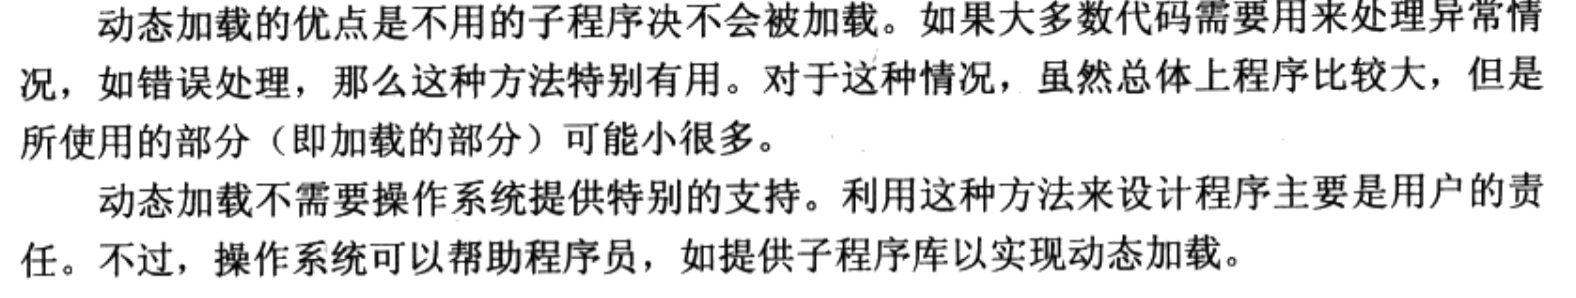 动态加载的优点是不用的子程序决不会被加载。如果大多数代码需要用来处理异常情
况，如错误处理，那么这种方法特别有用。对于这种情况，虽然总体上程序比较大，但是
所使用的部分（即加载的部分）可能小很多。
动态加载不需要操作系统提供特别的支持。利用这种方法来设计程序主要是用户的责
任。不过，操作系统可以帮助程序员，如提供子程序库以实现动态加载。